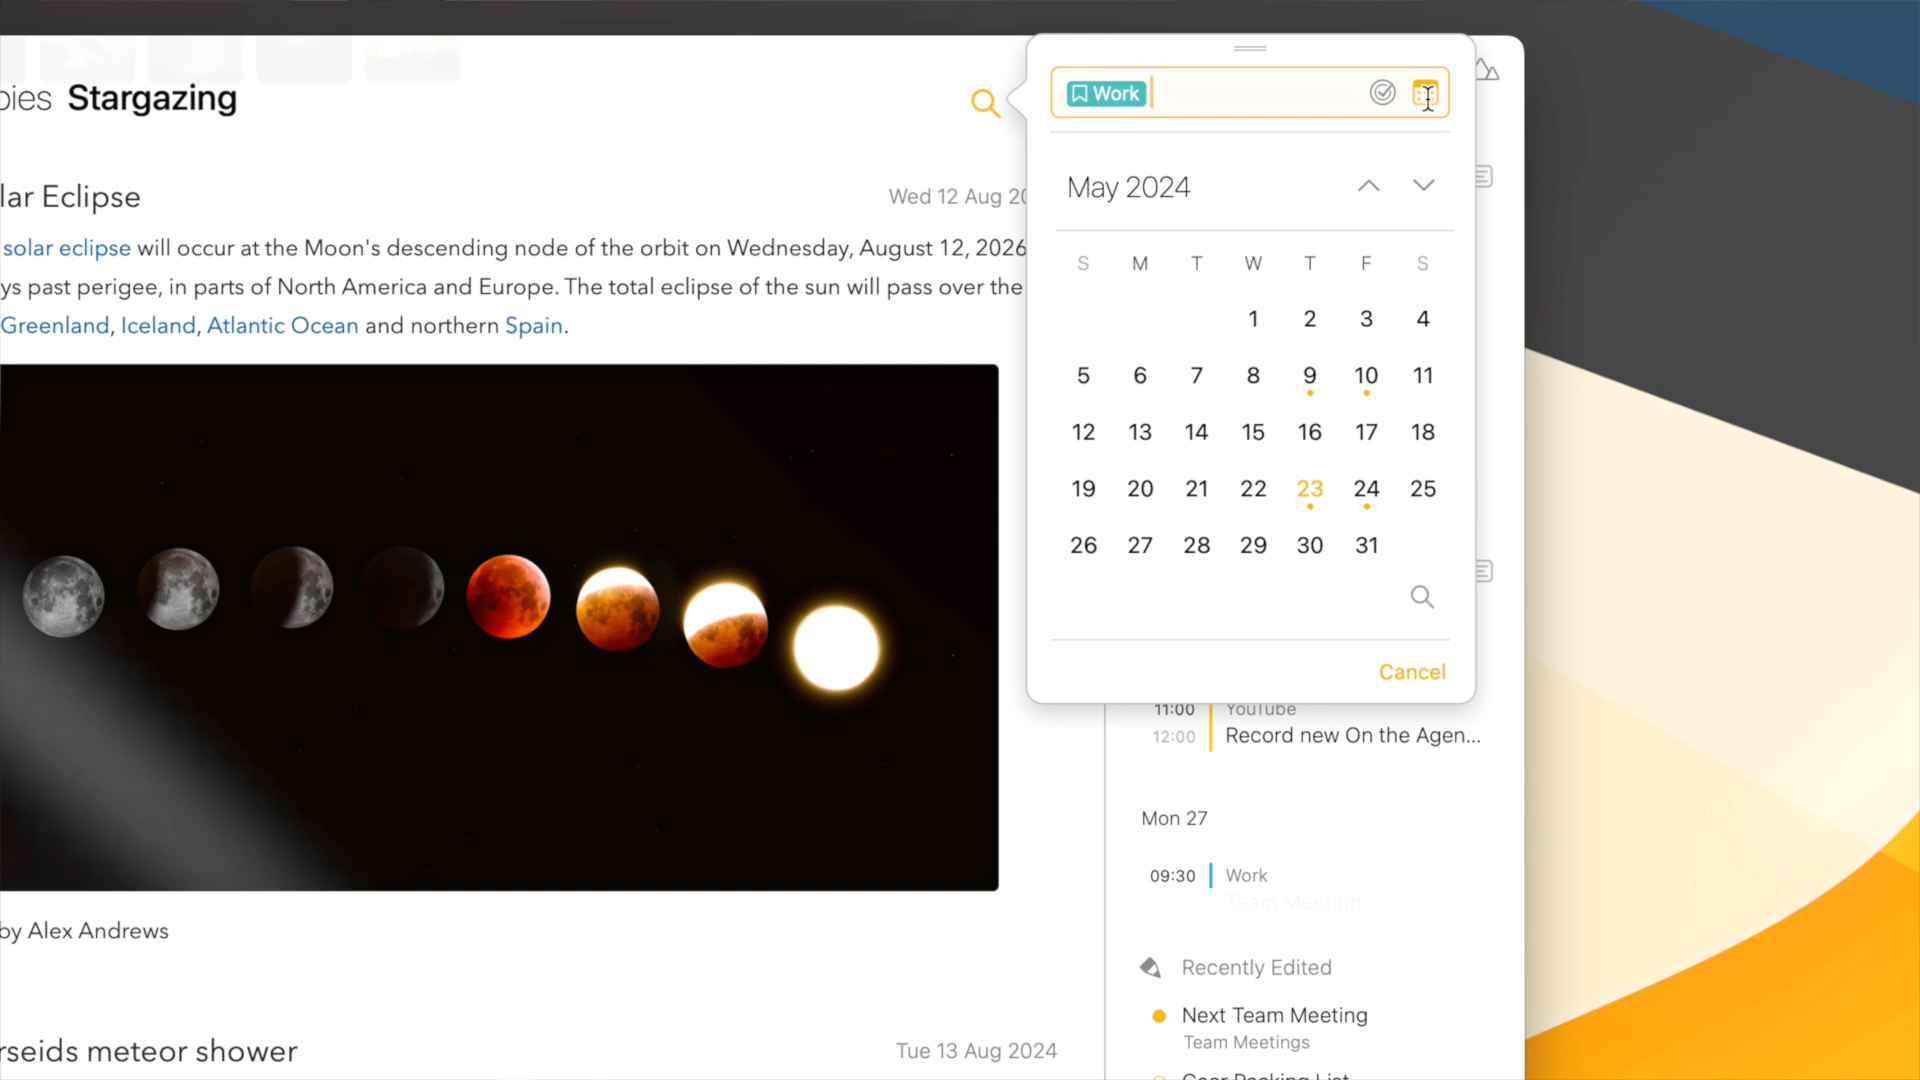 Stargazing
lar Eclipse
Wed 12 Aug
solar eclipse will occur at the Moon's descending node of the orbit on Wednesday, August 12, 2026
ys past perigee, in parts of North America and Europe. The total eclipse of the sun will pass over the
Greenland, Iceland, Atlantic Ocean and northern Spain.
by Alex Andrews
rseids meteor shower
Tue 13 Aug 2024
Work
May 2024
S M T W T F S
1 2 3 4
5 6 7 8 9 10 11
12 13 14 15 16 17 18
19 20 21 22 23 24 25
26 27 28 29 30 31
Cancel
11:00 YouTube
12:00 Record new On the Agen...
Mon 27
09:30 Work
Team Meeting
Recently Edited
Next Team Meeting
Team Meetings